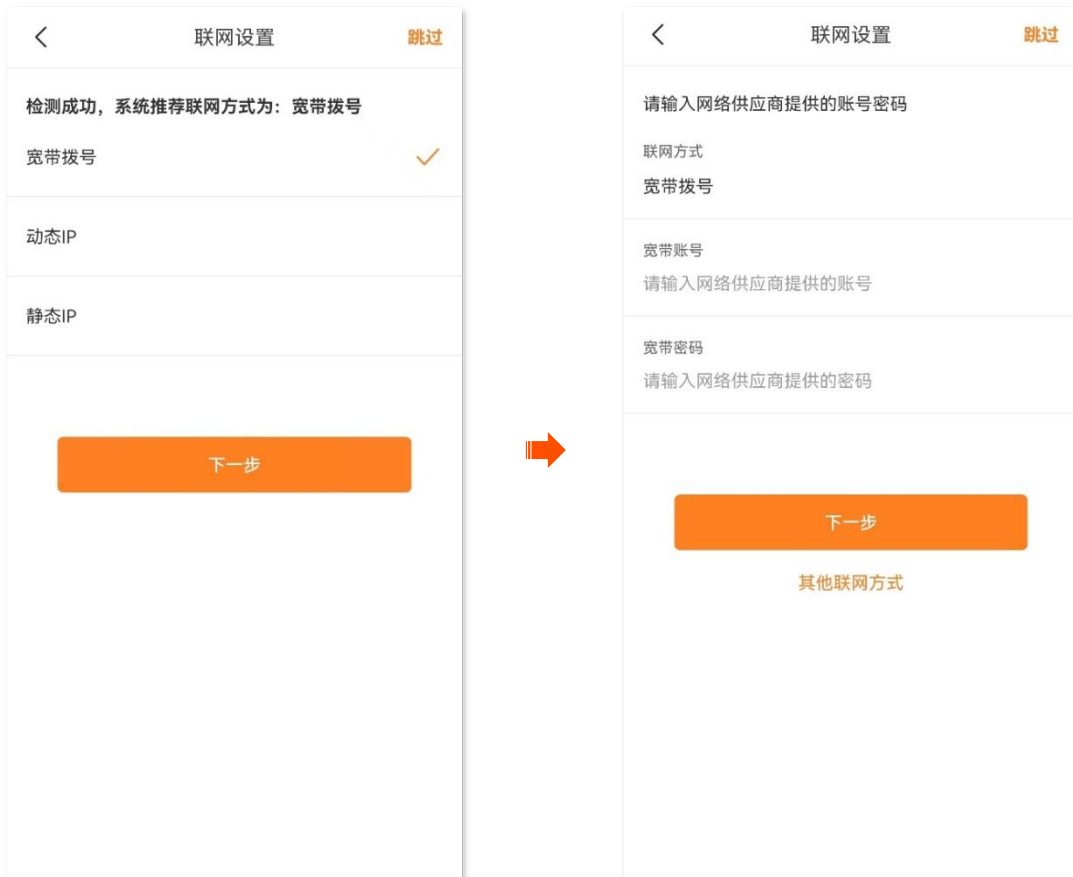 联网设置
跳过
检测成功，系统推荐联网方式为：宽带拨号
宽带拨号
动态IP
静态IP
下一步
联网设置
跳过
请输入网络供应商提供的账号密码
联网方式
宽带拨号
宽带账号
请输入网络供应商提供的账号
宽带密码
请输入网络供应商提供的密码
下一步
其他联网方式